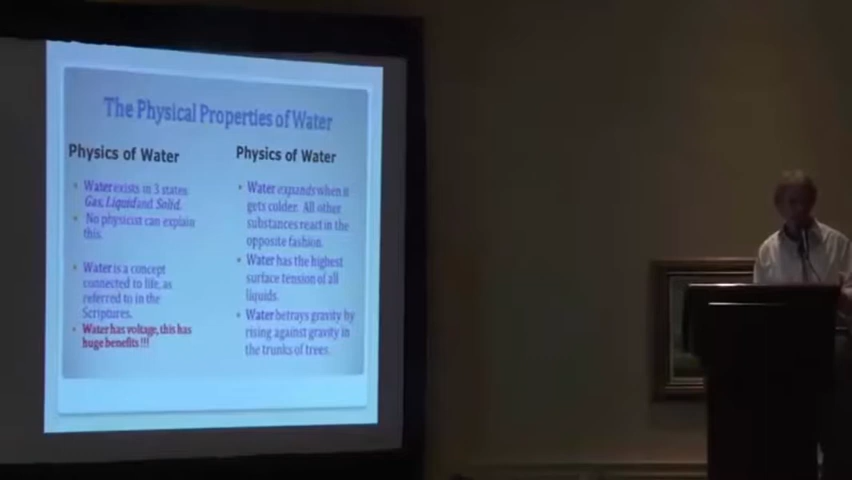 The Physical Properties of Water
Physics of Water
• Water exists in 3 states
Gas, Liquid and Solid.
• No physicist can explain
this.
• Water is a concept
connected to life, as
referred to in the
Scriptures.
• Water has voltage, this has
huge benefits !!!
Physics of Water
• Water expands when it
gets colder. All other
substances react in the
opposite fashion.
• Water has the highest
surface tension of all
liquids.
• Water betrays gravity by
rising against gravity in
the trunks of trees.